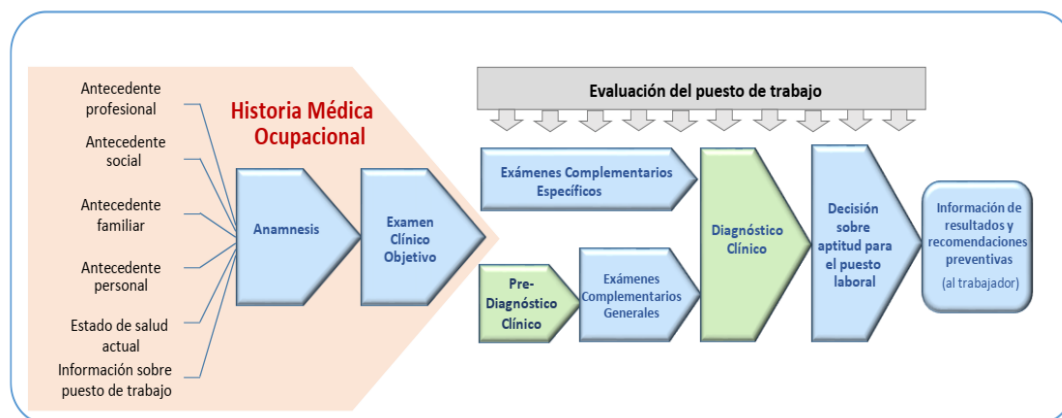 Antecedente
profesional
Antecedente
social
Antecedente
familiar
Antecedente
personal
Estado de salud
actual
Información sobre
puesto de trabajo
Historia Médica
Ocupacional
Anamnesis
Examen
Clínico
Objetivo
Evaluación del puesto de trabajo
Exámenes Complementarios
Específicos
Pre-
Diagnóstico
Clínico
Exámenes
Complementarios
Generales
Diagnóstico
Clínico
Decisión
sobre
aptitud para
el puesto
laboral
Información de
resultados y
recomendaciones
preventivas
(al trabajador)